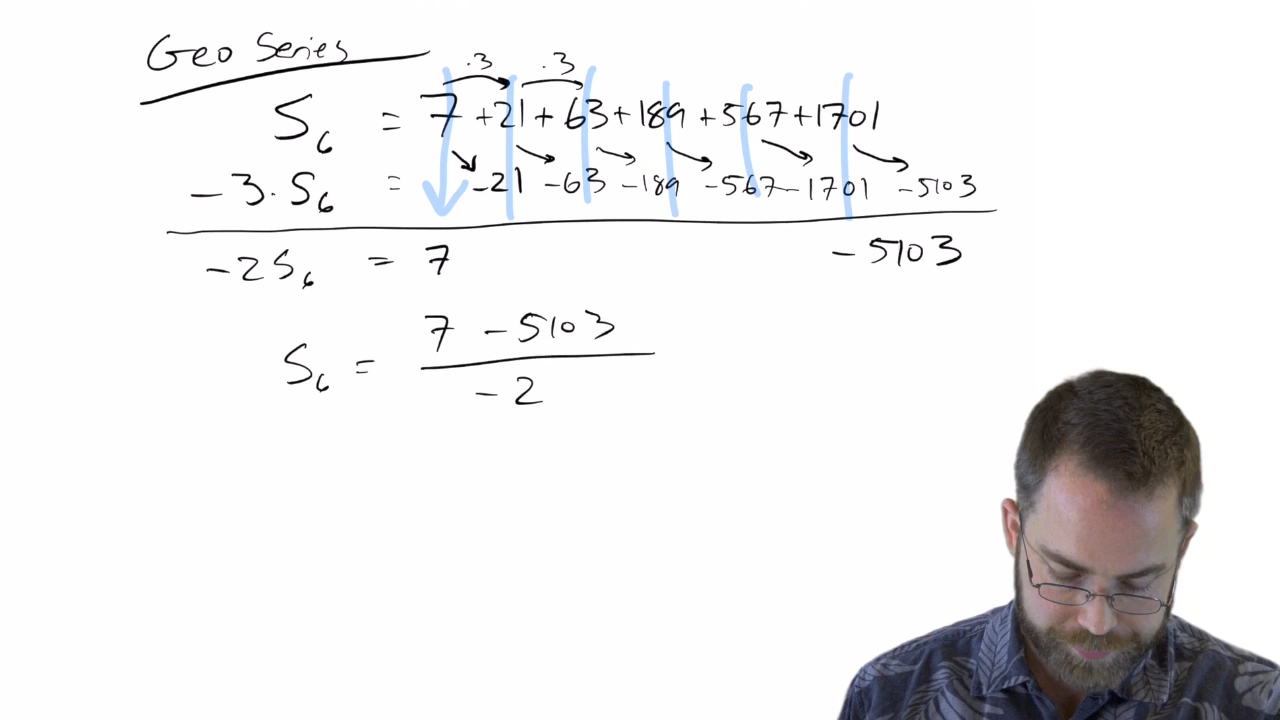 Geo Series
·3 ·3
S₆ = 7 +21 + 63 + 189 + 567 + 1701
-3·S₆ = -21 -63 -189 -567 -1701 -5103
-2S₆ = 7 -5103
7 -5103
S₆ =
-2